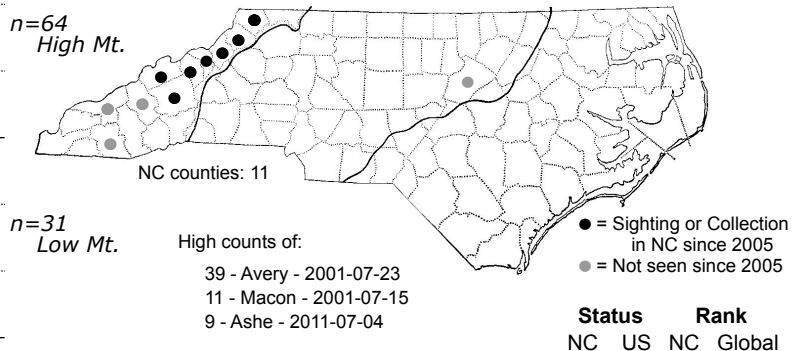 n=64
High Mt.
NC counties: 11
n=31
Low Mt.
High counts of:
39 - Avery - 2001-07-23
11 - Macon - 2001-07-15
9 - Ashe - 2011-07-04
= Sighting or Collection
in NC since 2005
= Not seen since 2005
Status Rank
NC US NC Global